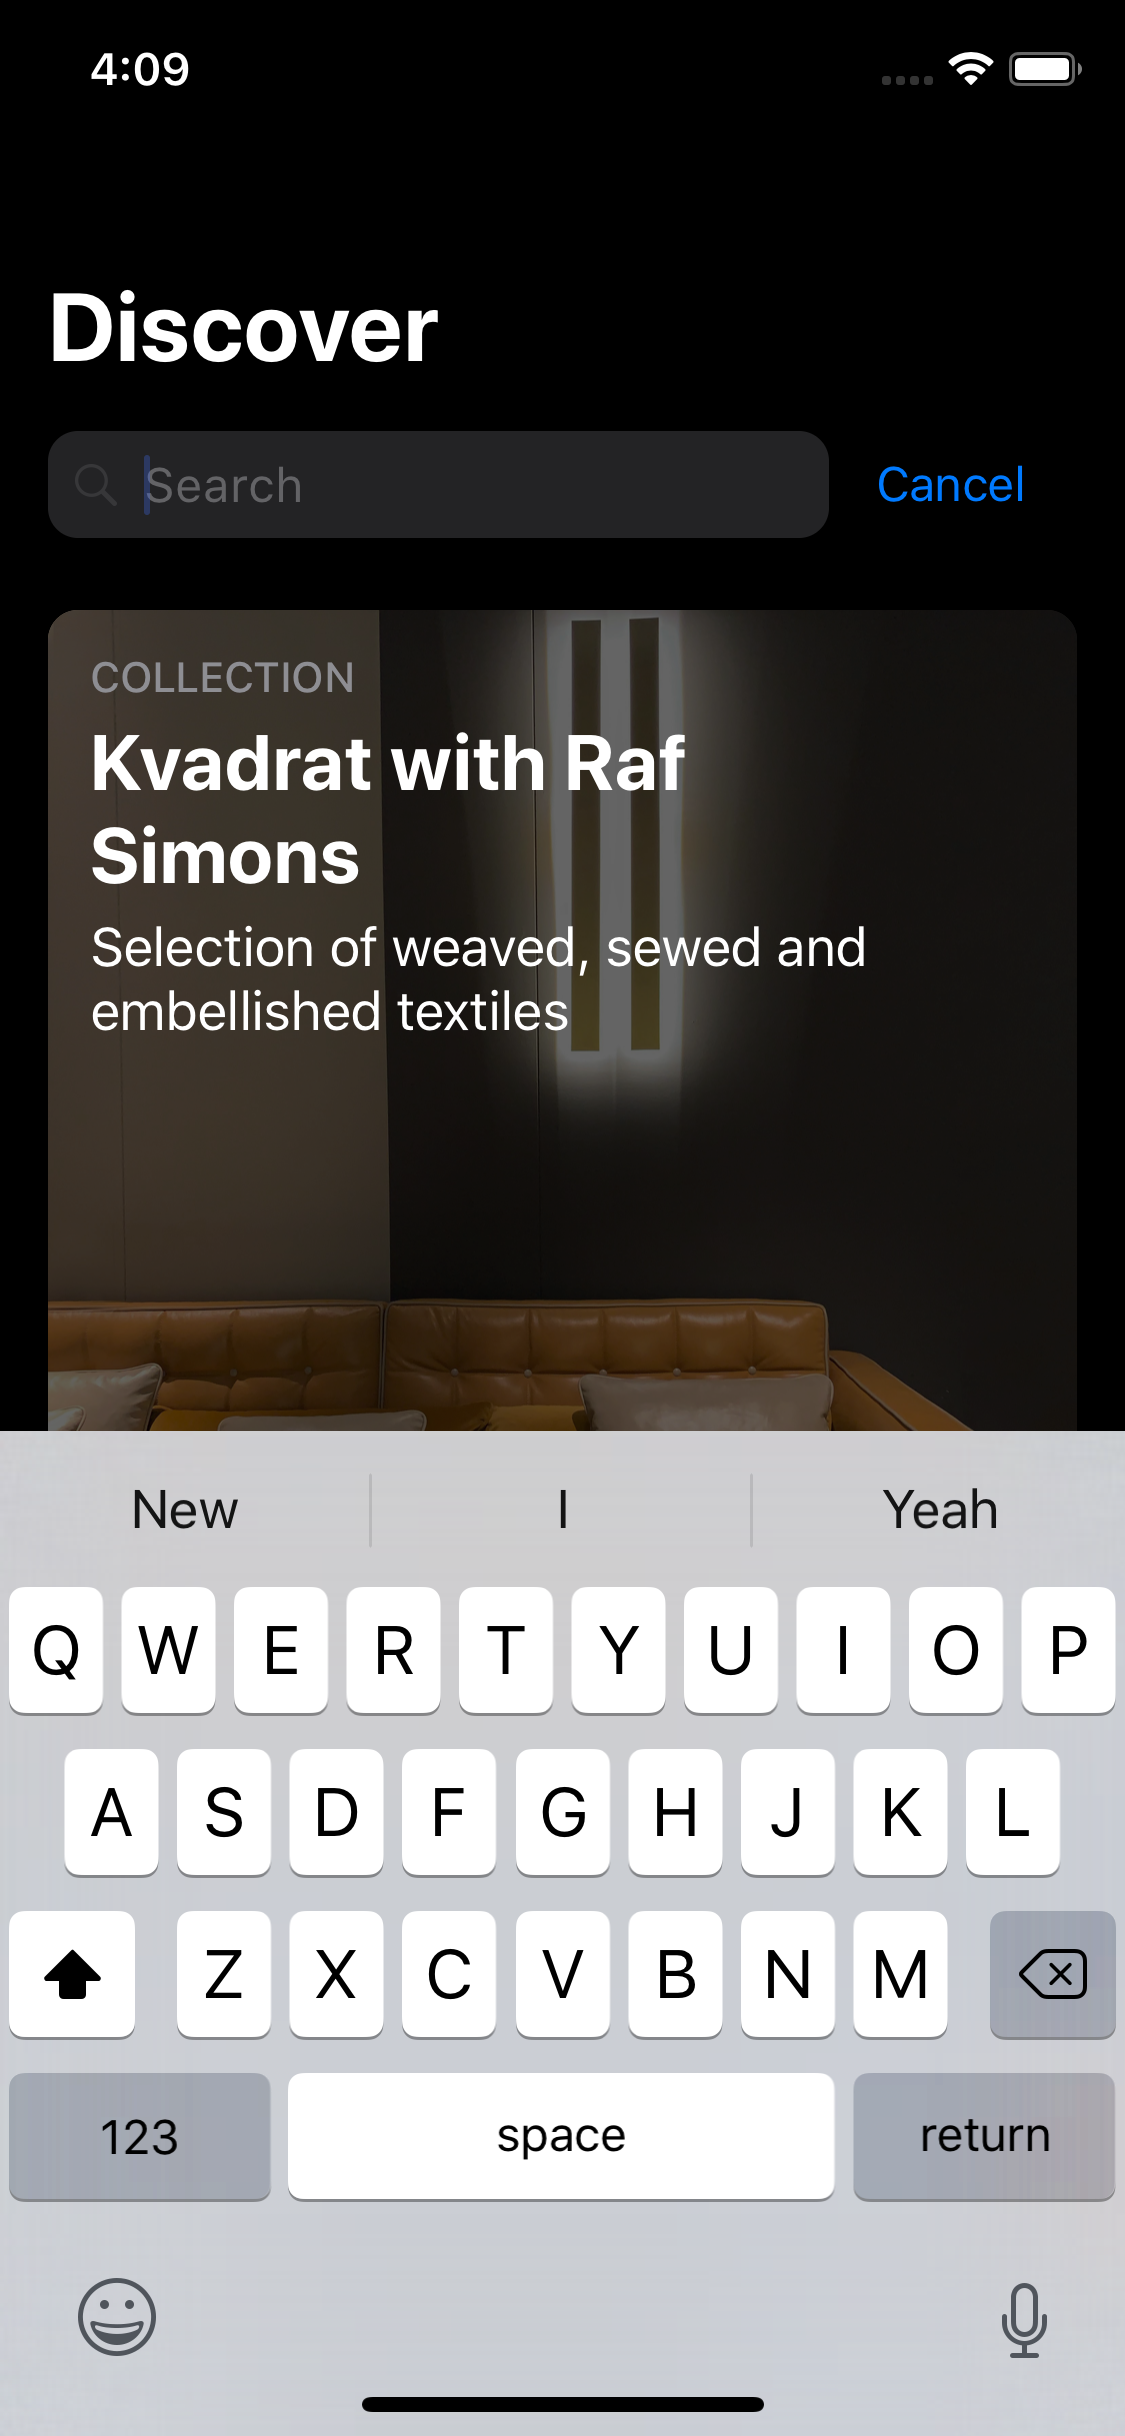 4:09
Discover
Search
Cancel
COLLECTION
Kvadrat with Raf
Simons
Selection of weaved, sewed and
embellished textiles
New I Yeah
Q W E R T Y U I O P
A S D F G H J K L
Z X C V B N M
123 space return